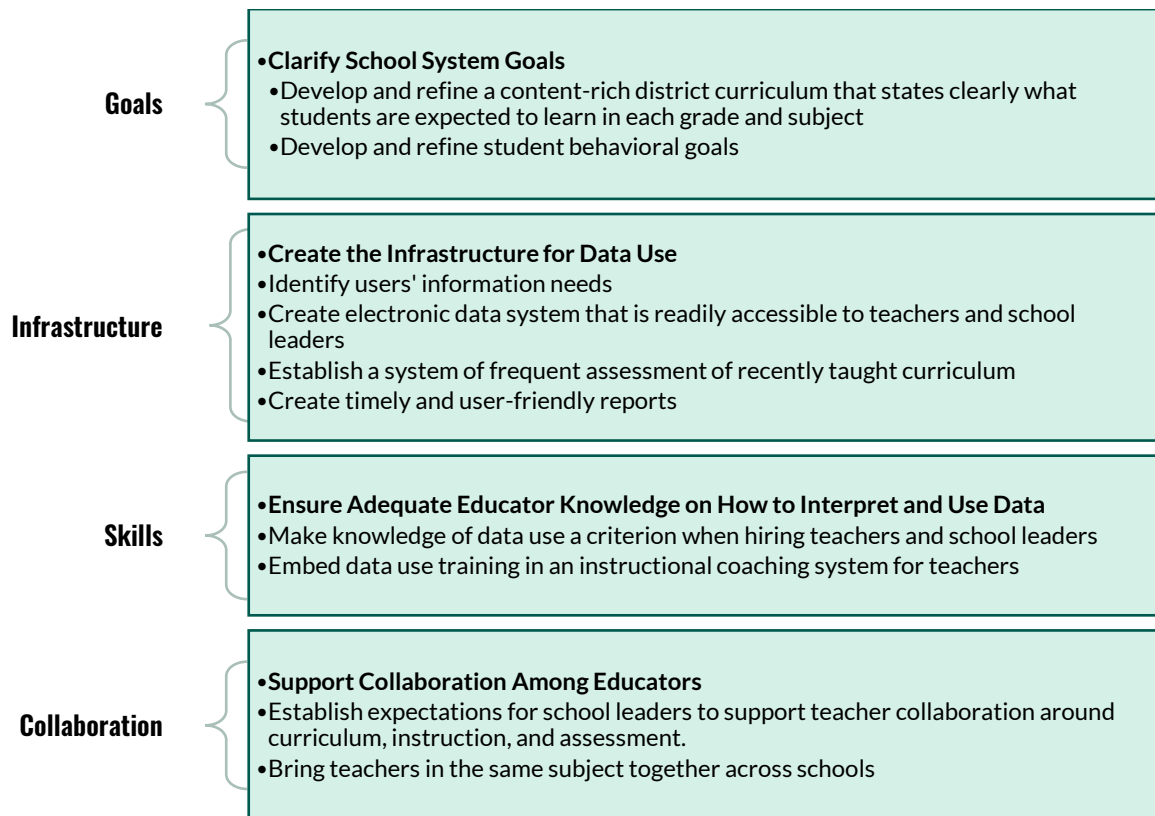 Goals
•Clarify School System Goals
•Develop and refine a content-rich district curriculum that states clearly what
students are expected to learn in each grade and subject
•Develop and refine student behavioral goals
Infrastructure
•Create the Infrastructure for Data Use
•Identify users' information needs
•Create electronic data system that is readily accessible to teachers and school
leaders
•Establish a system of frequent assessment of recently taught curriculum
•Create timely and user-friendly reports
Skills
•Ensure Adequate Educator Knowledge on How to Interpret and Use Data
•Make knowledge of data use a criterion when hiring teachers and school leaders
•Embed data use training in an instructional coaching system for teachers
Collaboration
•Support Collaboration Among Educators
•Establish expectations for school leaders to support teacher collaboration around
curriculum, instruction, and assessment.
•Bring teachers in the same subject together across schools